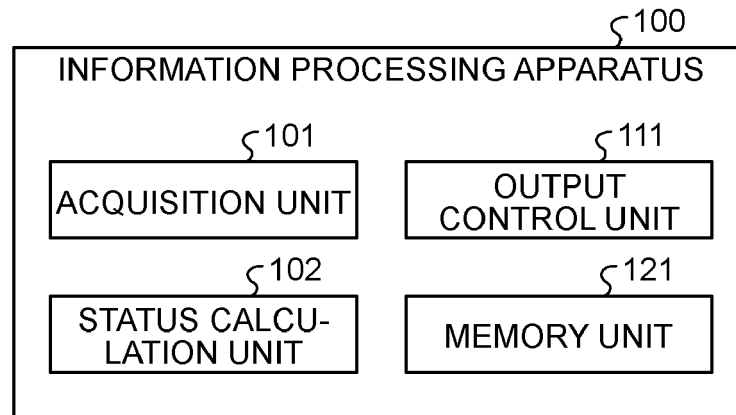 100
INFORMATION PROCESSING APPARATUS
101
ACQUISITION UNIT
111
OUTPUT
CONTROL UNIT
102
STATUS CALCU-
LATION UNIT
121
MEMORY UNIT